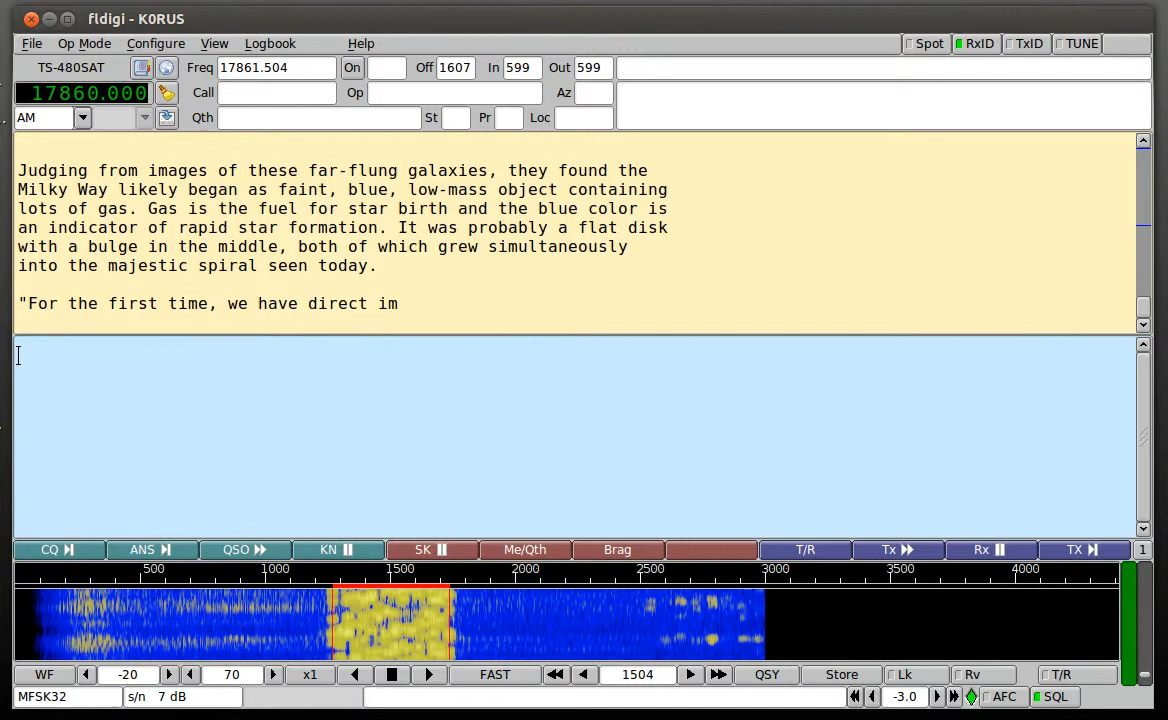 fldigi - K0RUS
File Op Mode Configure View Logbook Help Spot RxID TxID TUNE
TS-480SAT Freq 17861.504 On Off 1607 In 599 Out 599
17860.000 Call Op Az
AM Qth St Pr Loc
Judging from images of these far-flung galaxies, they found the
Milky Way likely began as faint, blue, low-mass object containing
lots of gas. Gas is the fuel for star birth and the blue color is
an indicator of rapid star formation. It was probably a flat disk
with a bulge in the middle, both of which grew simultaneously
into the majestic spiral seen today.
"For the first time, we have direct im
CQ ANS QSO KN SK Me/Qth Brag T/R Tx Rx TX 1
500 1000 1500 2000 2500 3000 3500 4000
WF -20 70 x1 FAST 1504 QSY Store Lk Rv T/R
MFSK32 s/n 7 dB -3.0 AFC SQL